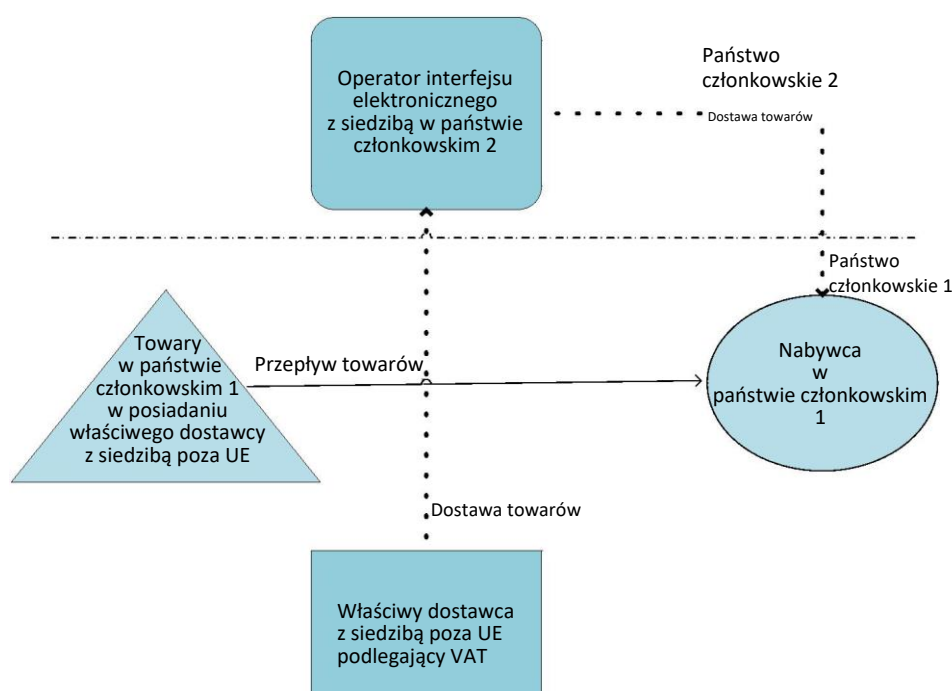 Operator interfejsu
elektronicznego
z siedzibą w państwie
członkowskim 2
Państwo
członkowskie 2
Dostawa towarów
Państwo
członkowskie 1
Towary
w państwie
członkowskim 1
w posiadaniu
właściwego dostawcy
z siedzibą poza UE
Przepływ towarów
Nabywca
w
państwie członkowskim
1
Dostawa towarów
Właściwy dostawca
z siedzibą poza UE
podlegający VAT